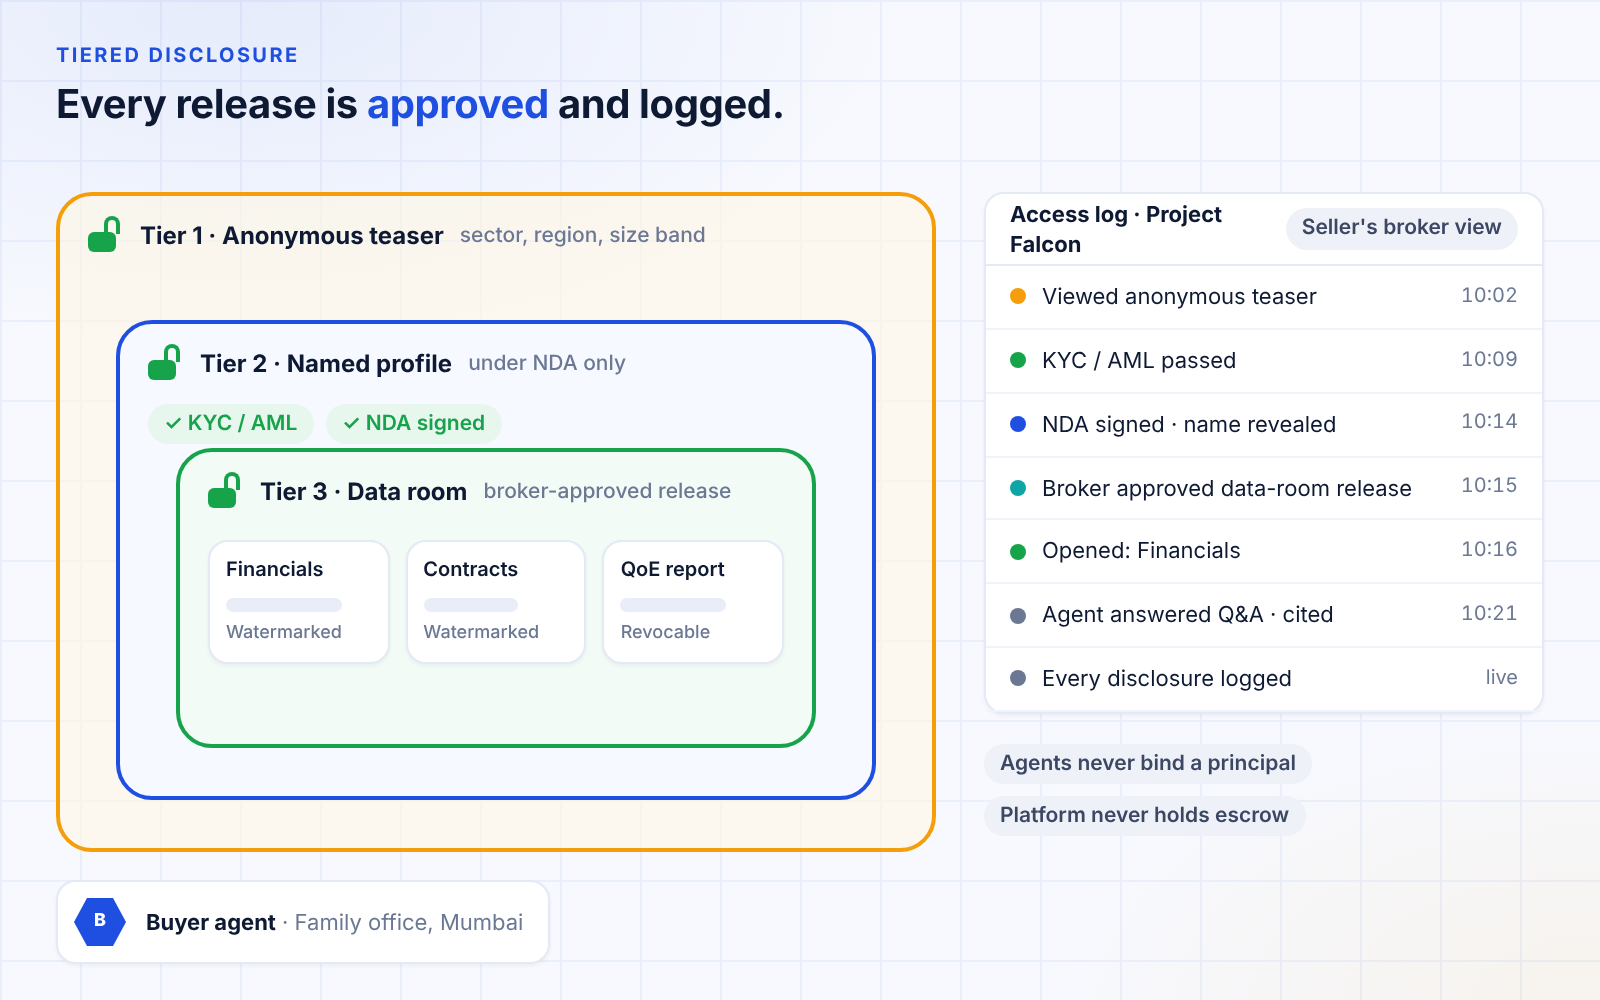 TIERED DISCLOSURE
Every release is approved and logged.
Tier 1 · Anonymous teaser sector, region, size band
Tier 2 · Named profile under NDA only
✓ KYC / AML ✓ NDA signed
Tier 3 · Data room broker-approved release
Financials Contracts QoE report
Watermarked Watermarked Revocable
B Buyer agent · Family office, Mumbai
Access log · Project
Falcon
Seller's broker view
Viewed anonymous teaser 10:02
KYC / AML passed 10:09
NDA signed · name revealed 10:14
Broker approved data-room release 10:15
Opened: Financials 10:16
Agent answered Q&A · cited 10:21
Every disclosure logged live
Agents never bind a principal
Platform never holds escrow